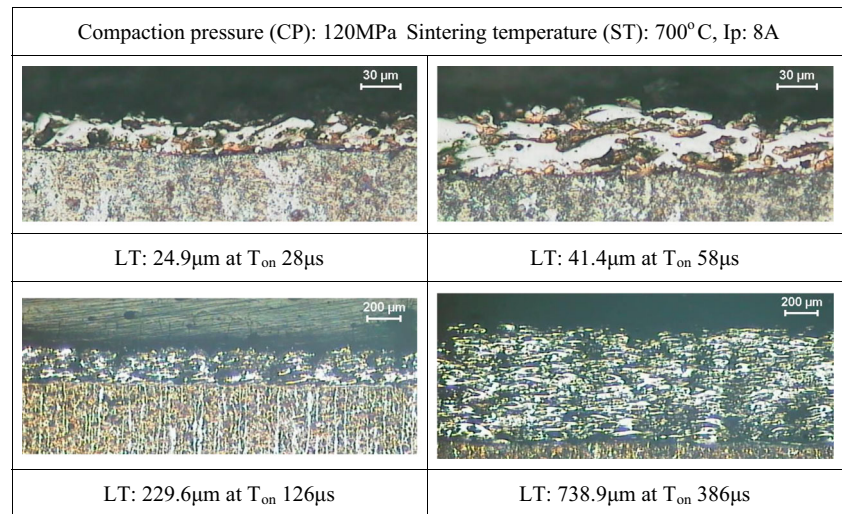 Compaction pressure (CP): 120MPa Sintering temperature (ST): 700°C, Ip: 8A
30 µm
30 µm
LT: 24.9µm at Ton 28µs
LT: 41.4µm at Ton 58µs
200 µm
200 µm
LT: 229.6µm at Ton 126µs
LT: 738.9µm at Ton 386µs